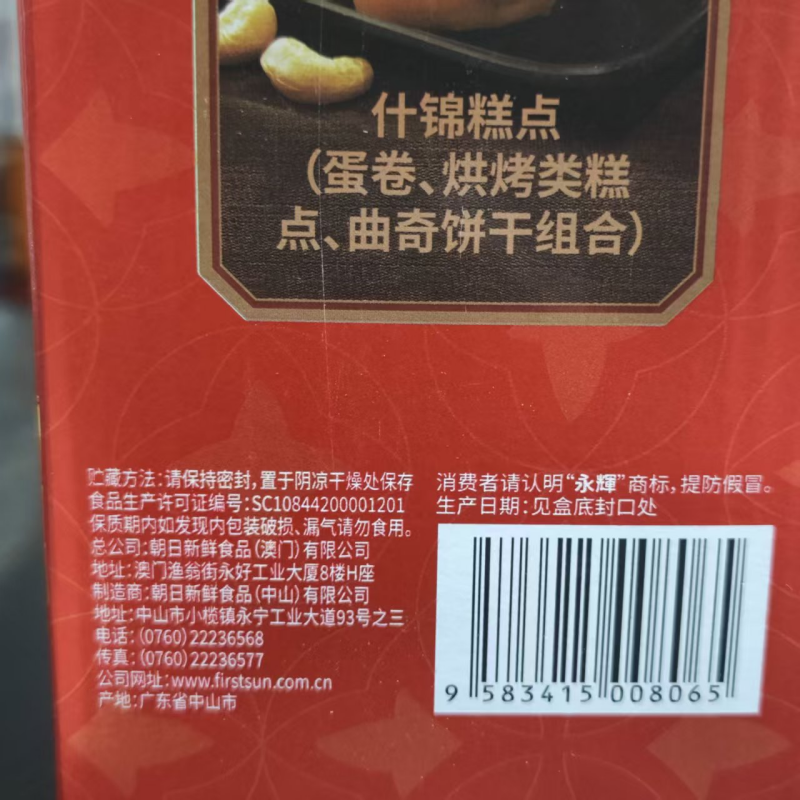 什锦糕点
(蛋卷、烘烤类糕
点、曲奇饼干组合)
贮藏方法:请保持密封,置于阴凉干燥处保存
食品生产许可证编号:SC10844200001201
保质期内如发现内包装破损、漏气请勿食用。
总公司:朝日新鲜食品(澳门)有限公司
地址:澳门渔翁街永好工业大厦8楼H座
制造商:朝日新鲜食品(中山)有限公司
地址:中山市小榄镇永宁工业大道93号之三
电话:(0760)22236568
传真:(0760)22236577
公司网址:www.firstsun.com.cn
产地:广东省中山市
消费者请认明“永輝”商标,提防假冒。
生产日期:见盒底封口处
9 583415 008065